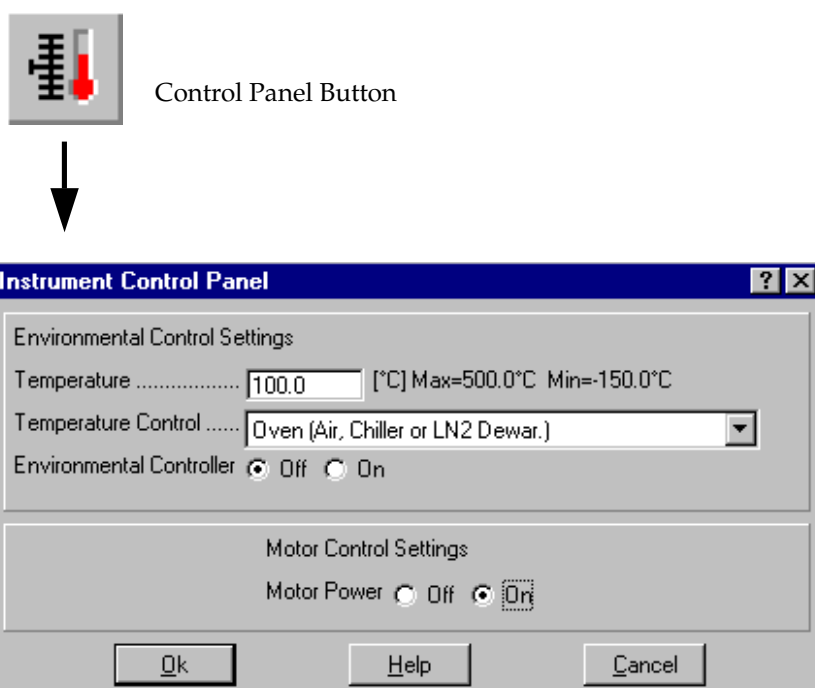 Control Panel Button
Instrument Control Panel
Environmental Control Settings
Temperature .................. 100.0 [°C] Max=500.0°C Min=-150.0°C
Temperature Control ...... Oven (Air, Chiller or LN2 Dewar.)
Environmental Controller Off On
Motor Control Settings
Motor Power Off On
Ok Help Cancel